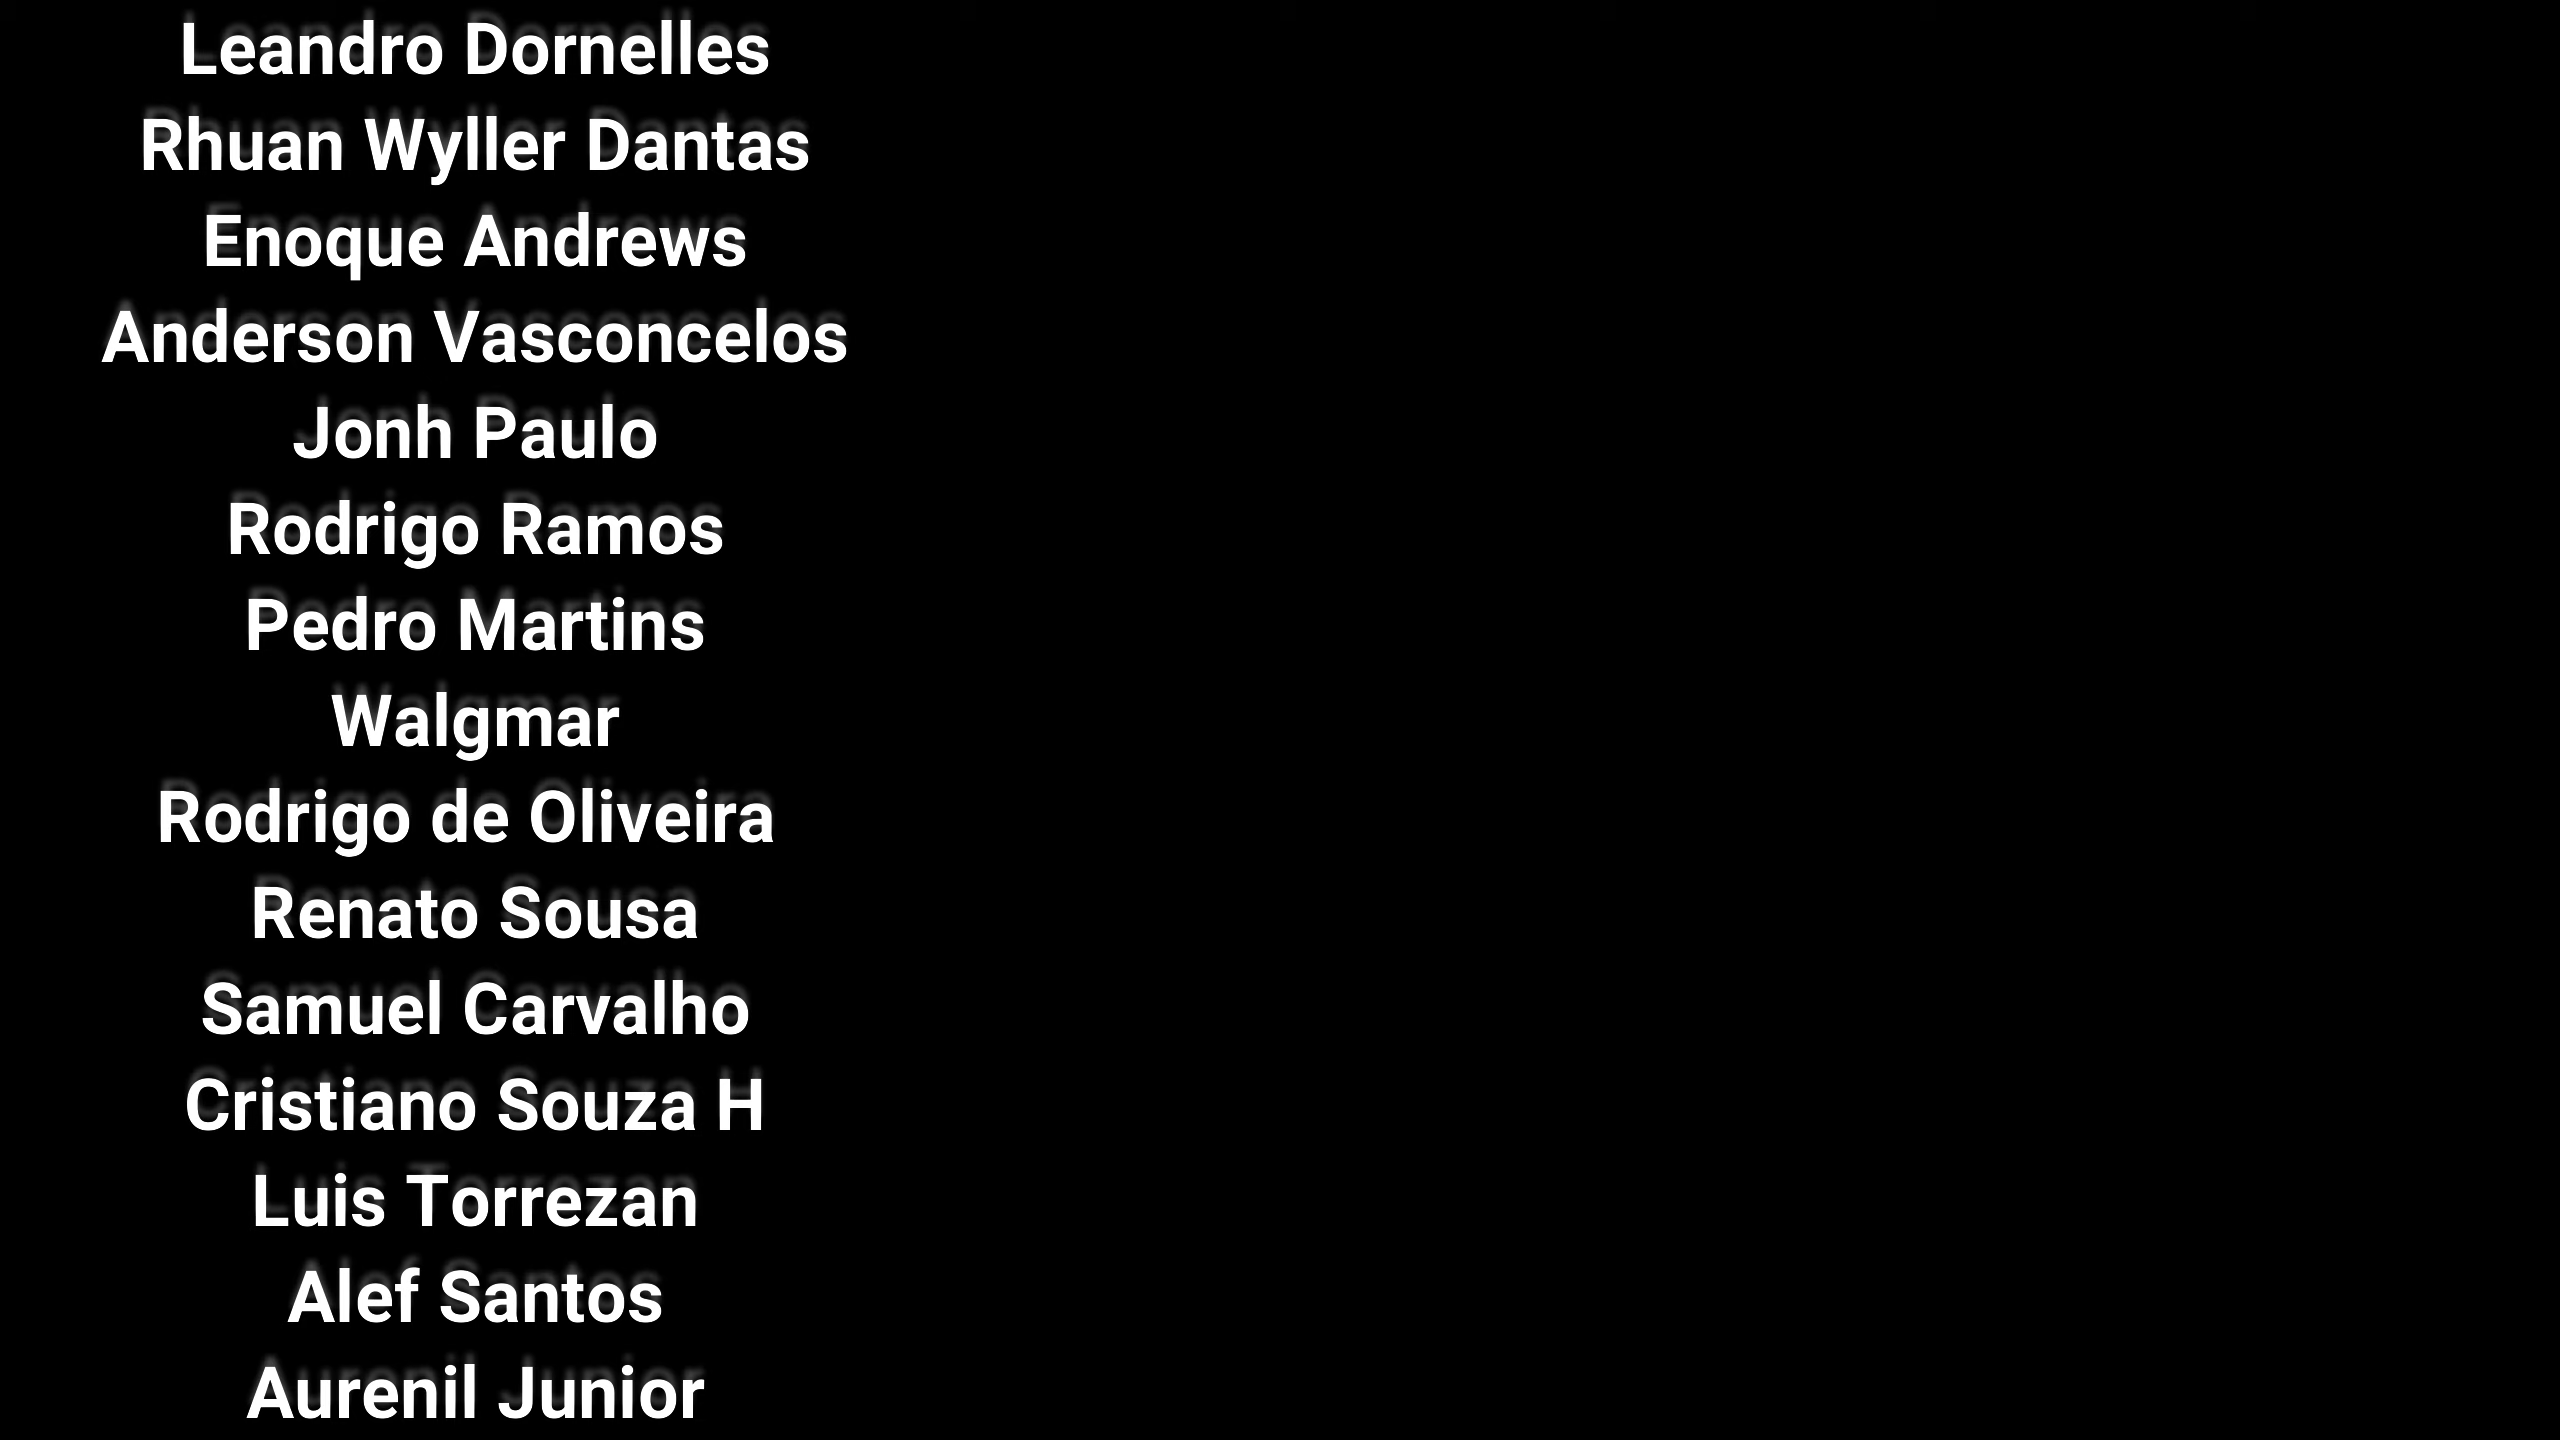 Leandro Dornelles
Rhuan Wyller Dantas
Enoque Andrews
Anderson Vasconcelos
Jonh Paulo
Rodrigo Ramos
Pedro Martins
Walgmar
Rodrigo de Oliveira
Renato Sousa
Samuel Carvalho
Cristiano Souza H
Luis Torrezan
Alef Santos
Aurenil Junior